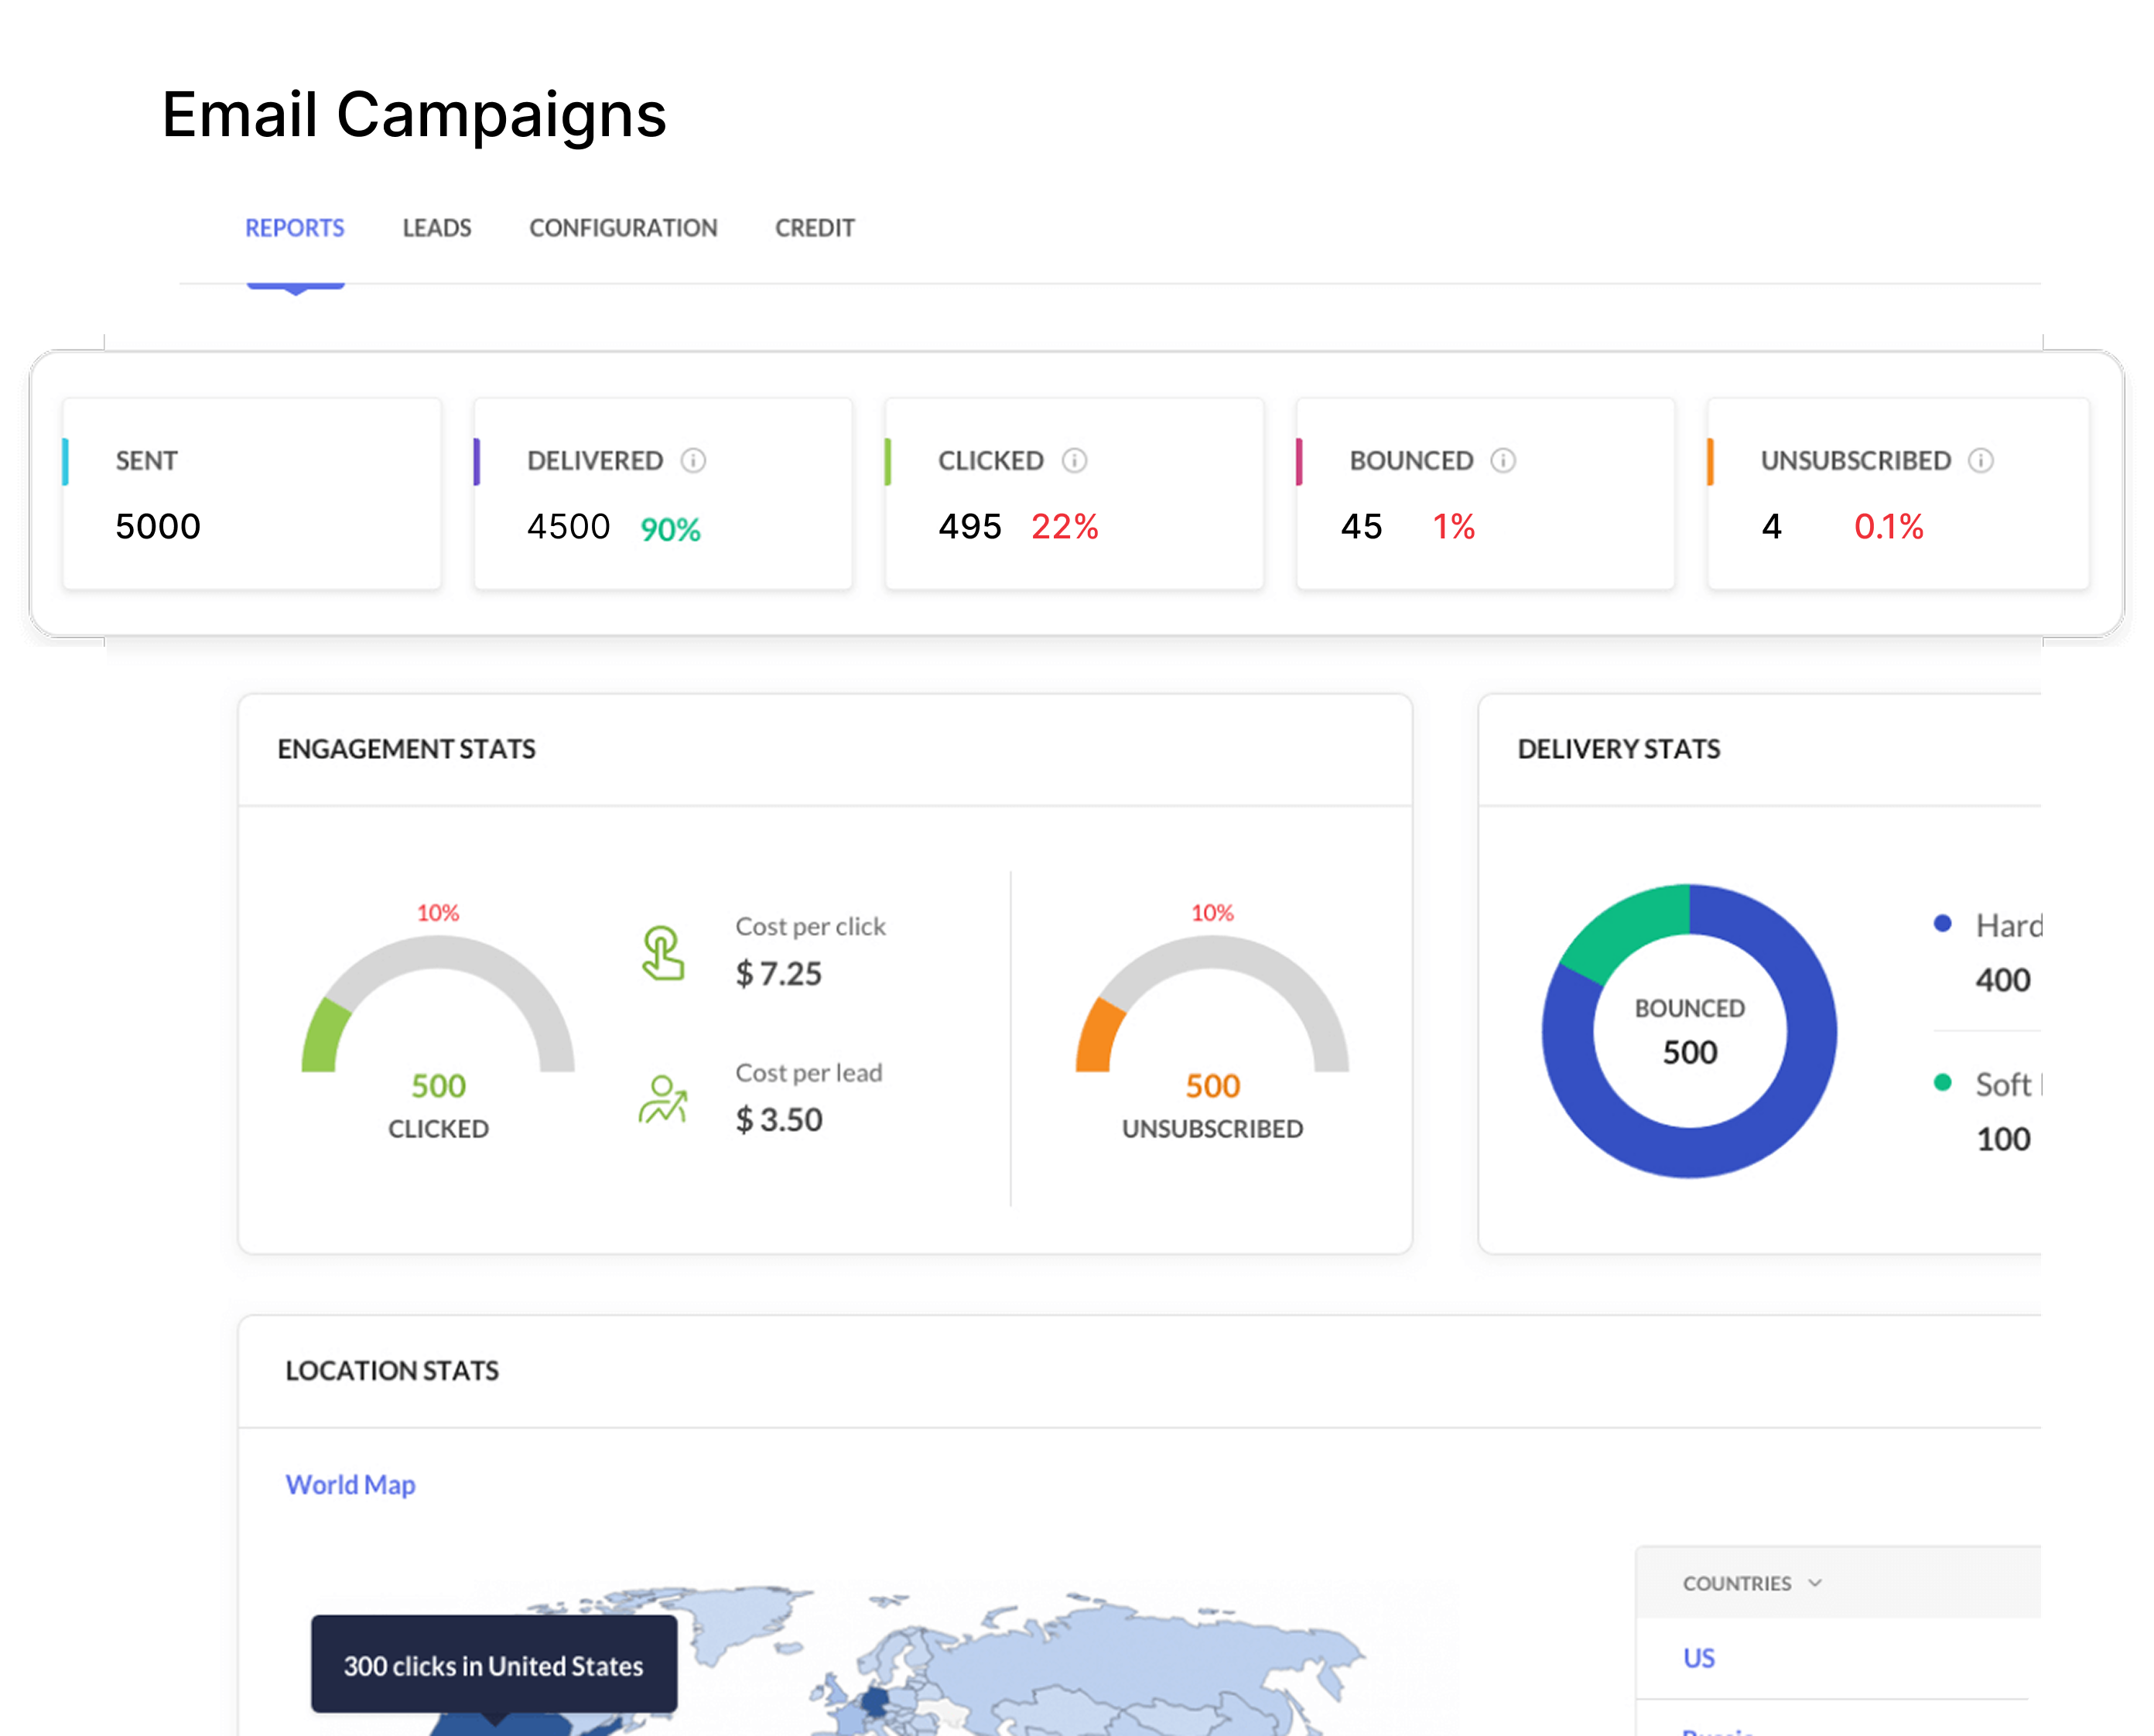 Email Campaigns
REPORTS LEADS CONFIGURATION CREDIT
SENT DELIVERED CLICKED BOUNCED UNSUBSCRIBED
5000 4500 90% 495 22% 45 1% 4 0.1%
ENGAGEMENT STATS
10%
500
CLICKED
Cost per click
$ 7.25
Cost per lead
$ 3.50
10%
500
UNSUBSCRIBED
DELIVERY STATS
BOUNCED
500
Hard
400
Soft
100
LOCATION STATS
World Map
300 clicks in United States
COUNTRIES
US